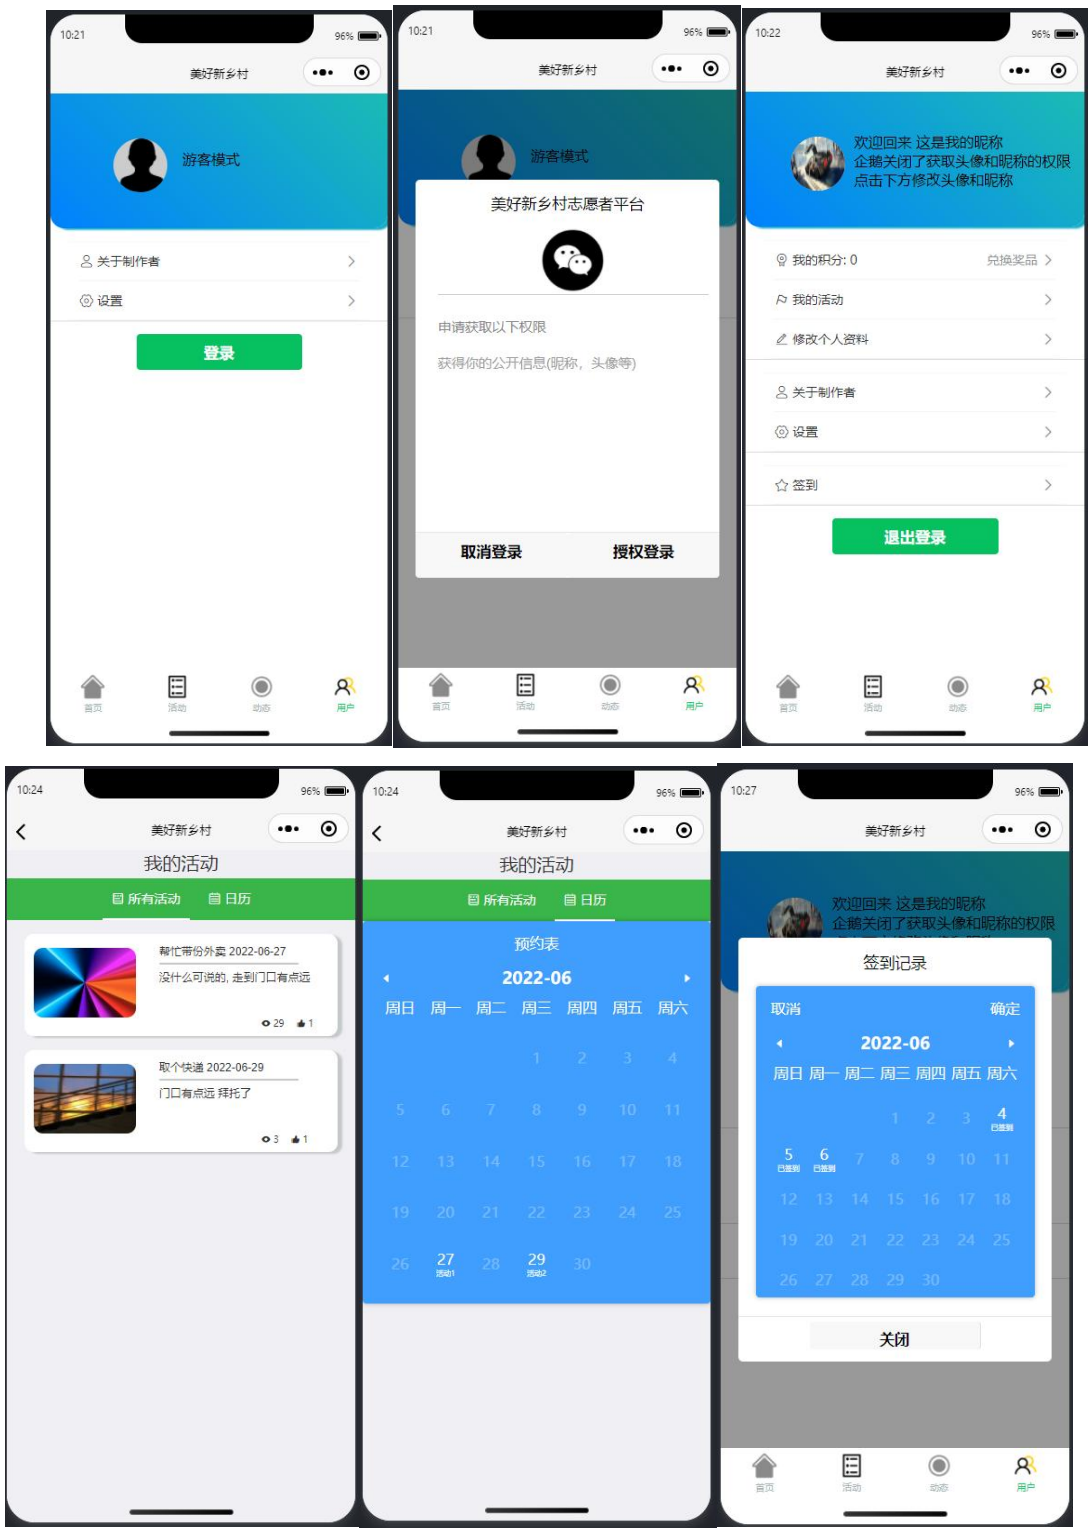 10:21
96%
美好新乡村
游客模式
关于制作者
设置
登录
首页
活动
动态
用户
10:21
96%
美好新乡村
游客模式
美好新乡村志愿者平台
申请获取以下权限
获得你的公开信息(昵称，头像等)
取消登录
授权登录
首页
活动
动态
用户
10:22
96%
美好新乡村
欢迎回来 这是我的昵称
企鹅关闭了获取头像和昵称的权限
点击下方修改头像和昵称
我的积分: 0
兑换奖品
我的活动
修改个人资料
关于制作者
设置
签到
退出登录
首页
活动
动态
用户
10:24
96%
美好新乡村
我的活动
所有活动
日历
帮忙带份外卖 2022-06-27
没什么可说的, 走到门口有点远
29
1
取个快递 2022-06-29
门口有点远 拜托了
3
1
10:24
96%
美好新乡村
我的活动
所有活动
日历
预约表
2022-06
周日 周一 周二 周三 周四 周五 周六
1 2 3 4
5 6 7 8 9 10 11
12 13 14 15 16 17 18
19 20 21 22 23 24 25
26 27 28 29 30
活动1 活动2
10:27
96%
美好新乡村
欢迎回来 这是我的昵称
企鹅关闭了获取头像和昵称的权限
签到记录
取消
确定
2022-06
周日 周一 周二 周三 周四 周五 周六
1 2 3 4
已签到
5 6 7 8 9 10 11
已签到 已签到
12 13 14 15 16 17 18
19 20 21 22 23 24 25
26 27 28 29 30
关闭
首页
活动
动态
用户